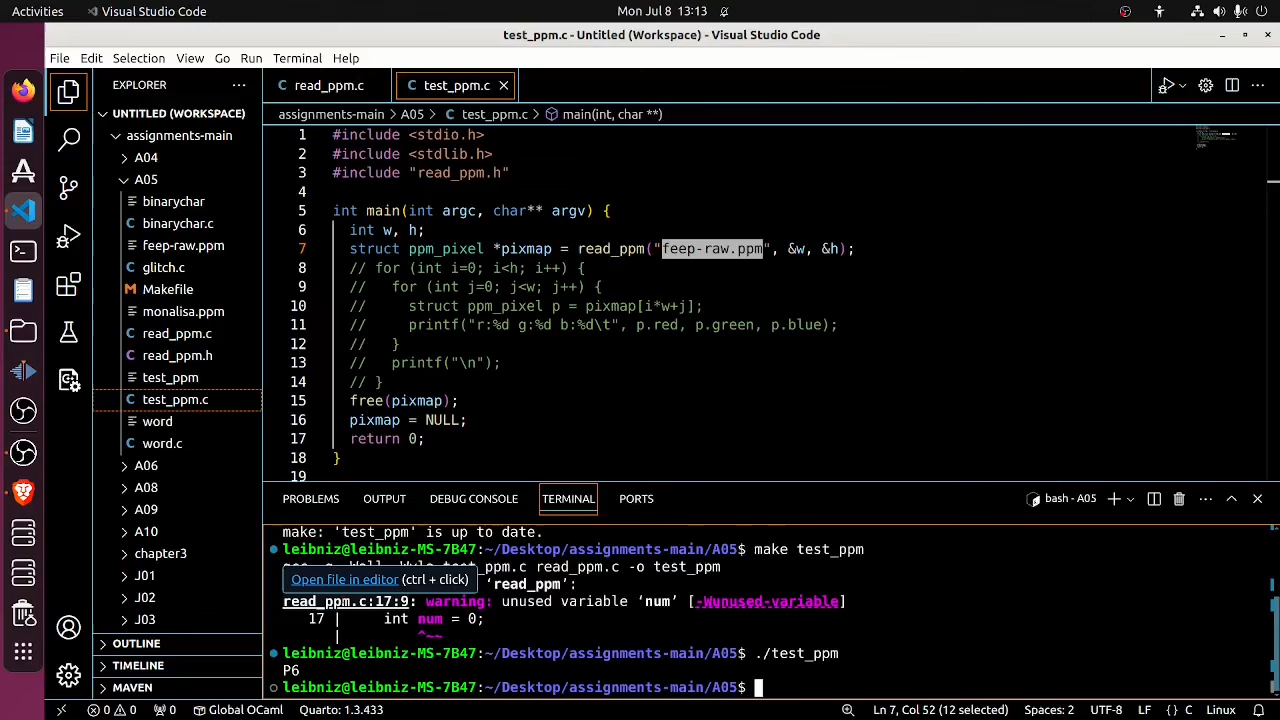 Activities Visual Studio Code Mon Jul 8 13:13
test_ppm.c - Untitled (Workspace) - Visual Studio Code
File Edit Selection View Go Run Terminal Help
EXPLORER
UNTITLED (WORKSPACE)
assignments-main
A04
A05
binarychar
binarychar.c
feep-raw.ppm
glitch.c
Makefile
monalisa.ppm
read_ppm.c
read_ppm.h
test_ppm
test_ppm.c
word
word.c
A06
A08
A09
A10
chapter3
J01
J02
J03
OUTLINE
TIMELINE
MAVEN
read_ppm.c test_ppm.c
assignments-main > A05 > test_ppm.c > main(int, char **)
1 #include <stdio.h>
2 #include <stdlib.h>
3 #include "read_ppm.h"
4
5 int main(int argc, char** argv) {
6 int w, h;
7 struct ppm_pixel *pixmap = read_ppm("feep-raw.ppm", &w, &h);
8 // for (int i=0; i<h; i++) {
9 // for (int j=0; j<w; j++) {
10 // struct ppm_pixel p = pixmap[i*w+j];
11 // printf("r:%d g:%d b:%d\t", p.red, p.green, p.blue);
12 // }
13 // printf("\n");
14 // }
15 free(pixmap);
16 pixmap = NULL;
17 return 0;
18 }
19
PROBLEMS OUTPUT DEBUG CONSOLE TERMINAL PORTS bash - A05
make: 'test_ppm' is up to date.
leibniz@leibniz-MS-7B47:~/Desktop/assignments-main/A05$ make test_ppm
ppm.c read_ppm.c -o test_ppm
Open file in editor (ctrl + click) ‘read_ppm’:
read_ppm.c:17:9: warning: unused variable ‘num’ [-Wunused-variable]
17 | int num = 0;
| ^~~
leibniz@leibniz-MS-7B47:~/Desktop/assignments-main/A05$ ./test_ppm
P6
leibniz@leibniz-MS-7B47:~/Desktop/assignments-main/A05$
0 0 0 Global OCaml Quarto: 1.3.433 Ln 7, Col 52 (12 selected) Spaces: 2 UTF-8 LF {} C Linux